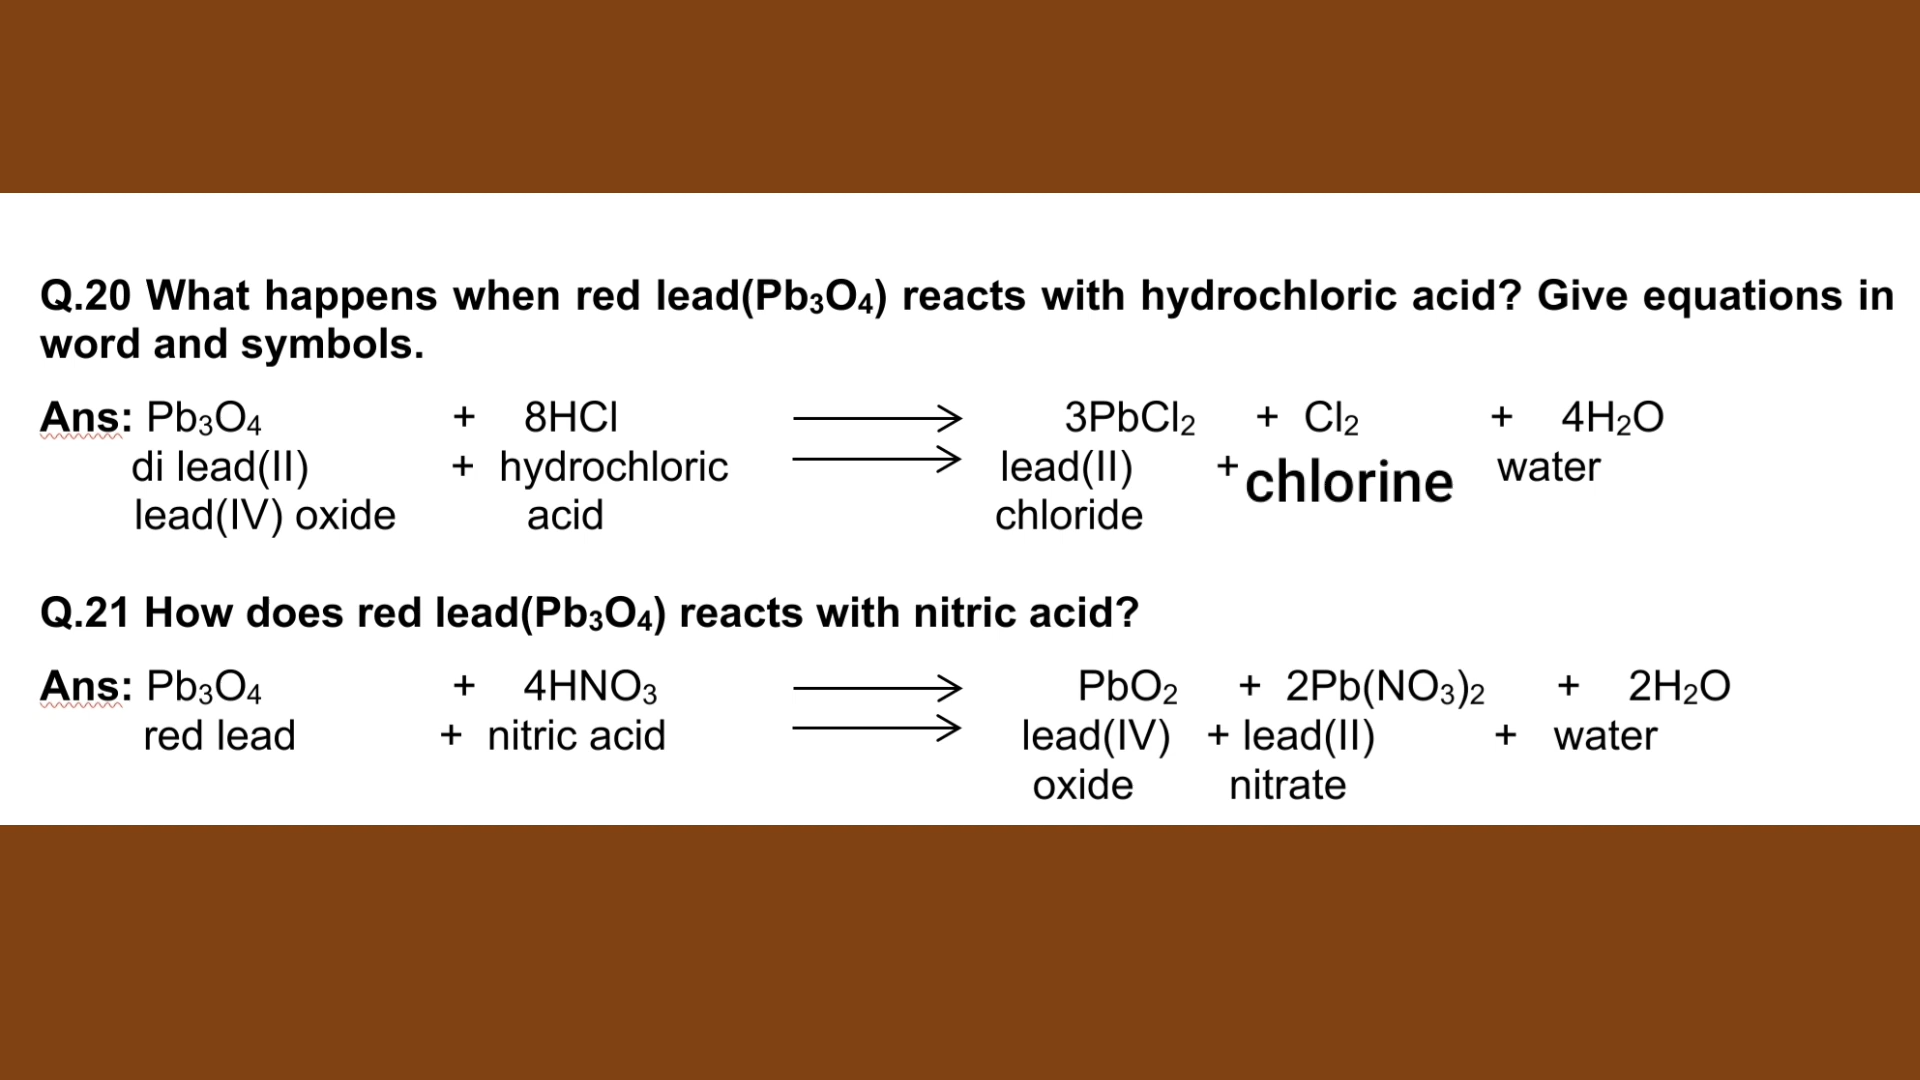 Q.20 What happens when red lead(Pb₃O₄) reacts with hydrochloric acid? Give equations in
word and symbols.
Ans: Pb₃O₄ + 8HCl ⟶ 3PbCl₂ + Cl₂ + 4H₂O
di lead(II) + hydrochloric ⟶ lead(II) + chlorine water
lead(IV) oxide acid chloride
Q.21 How does red lead(Pb₃O₄) reacts with nitric acid?
Ans: Pb₃O₄ + 4HNO₃ ⟶ PbO₂ + 2Pb(NO₃)₂ + 2H₂O
red lead + nitric acid ⟶ lead(IV) + lead(II) + water
oxide nitrate